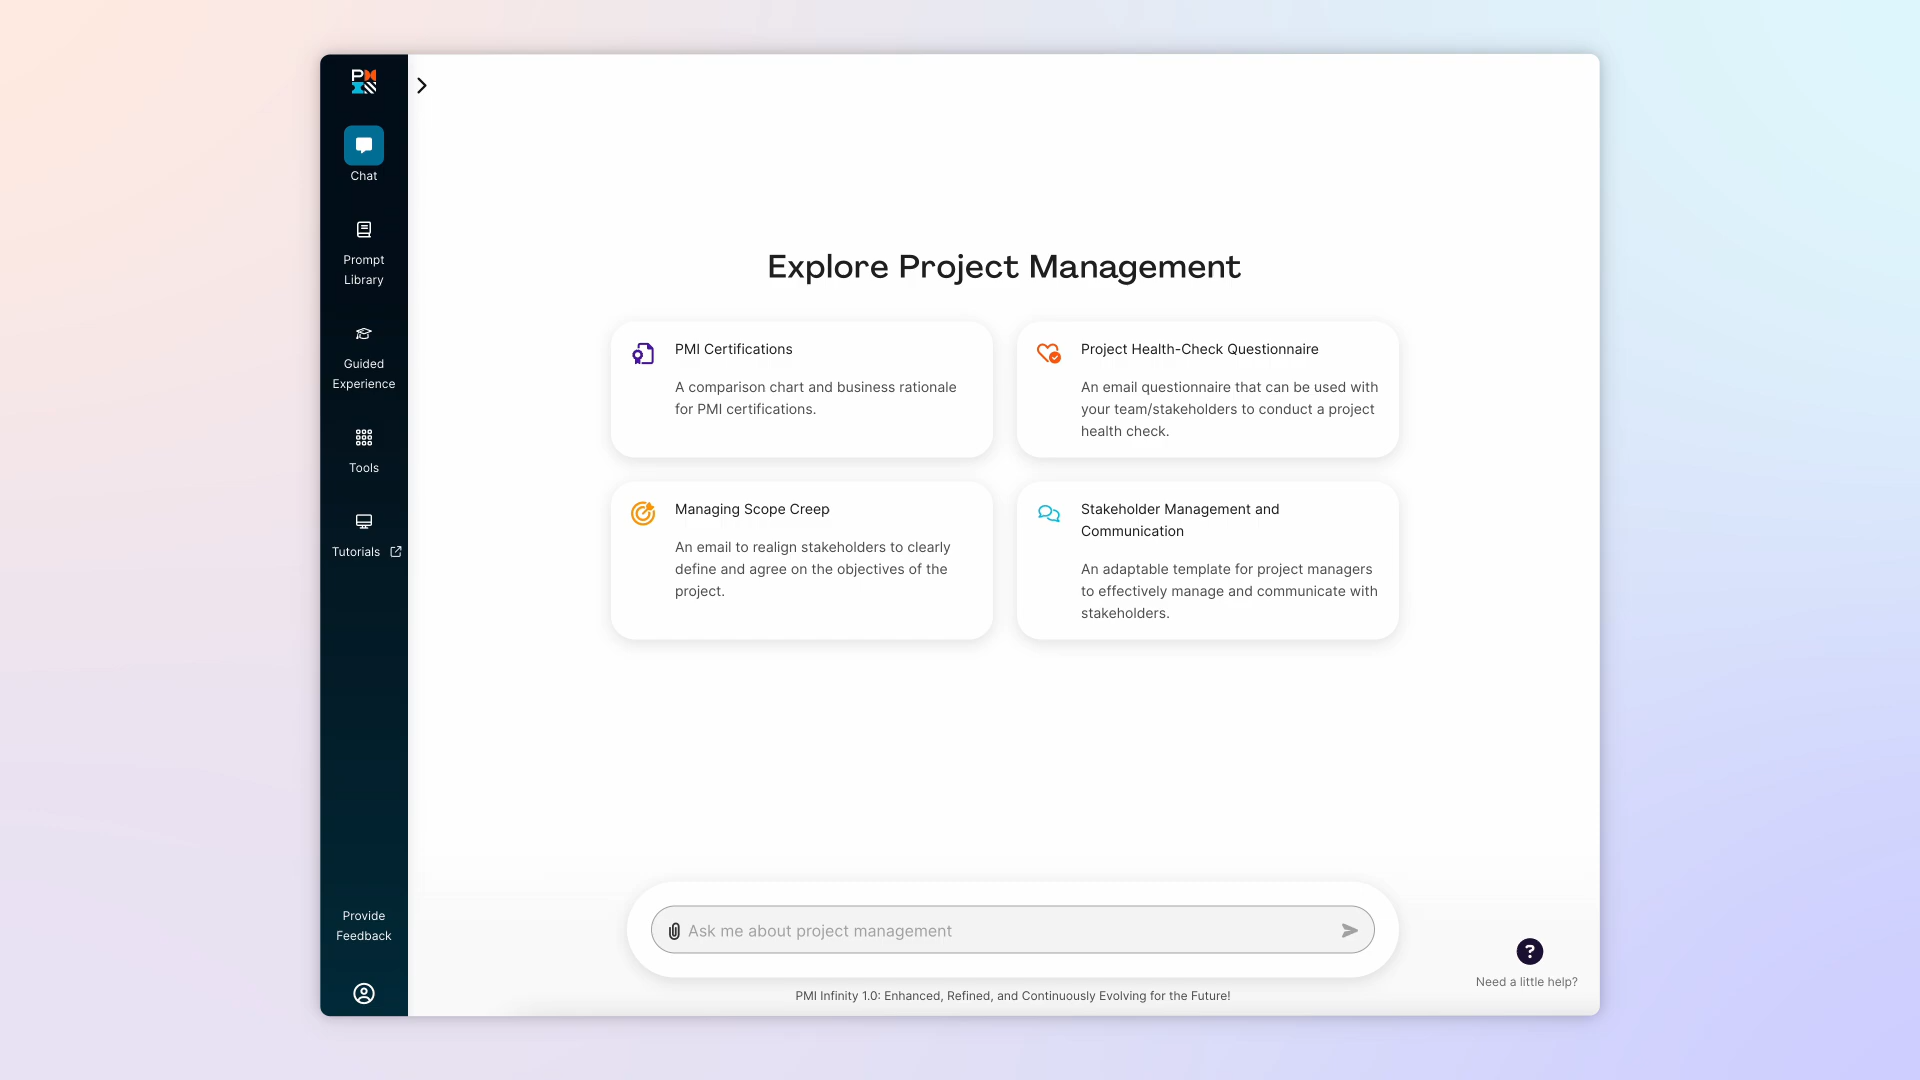 Chat
Prompt
Library
Guided
Experience
Tools
Tutorials
Provide
Feedback
Explore Project Management
PMI Certifications
A comparison chart and business rationale
for PMI certifications.
Project Health-Check Questionnaire
An email questionnaire that can be used with
your team/stakeholders to conduct a project
health check.
Managing Scope Creep
An email to realign stakeholders to clearly
define and agree on the objectives of the
project.
Stakeholder Management and
Communication
An adaptable template for project managers
to effectively manage and communicate with
stakeholders.
Ask me about project management
PMI Infinity 1.0: Enhanced, Refined, and Continuously Evolving for the Future!
?
Need a little help?